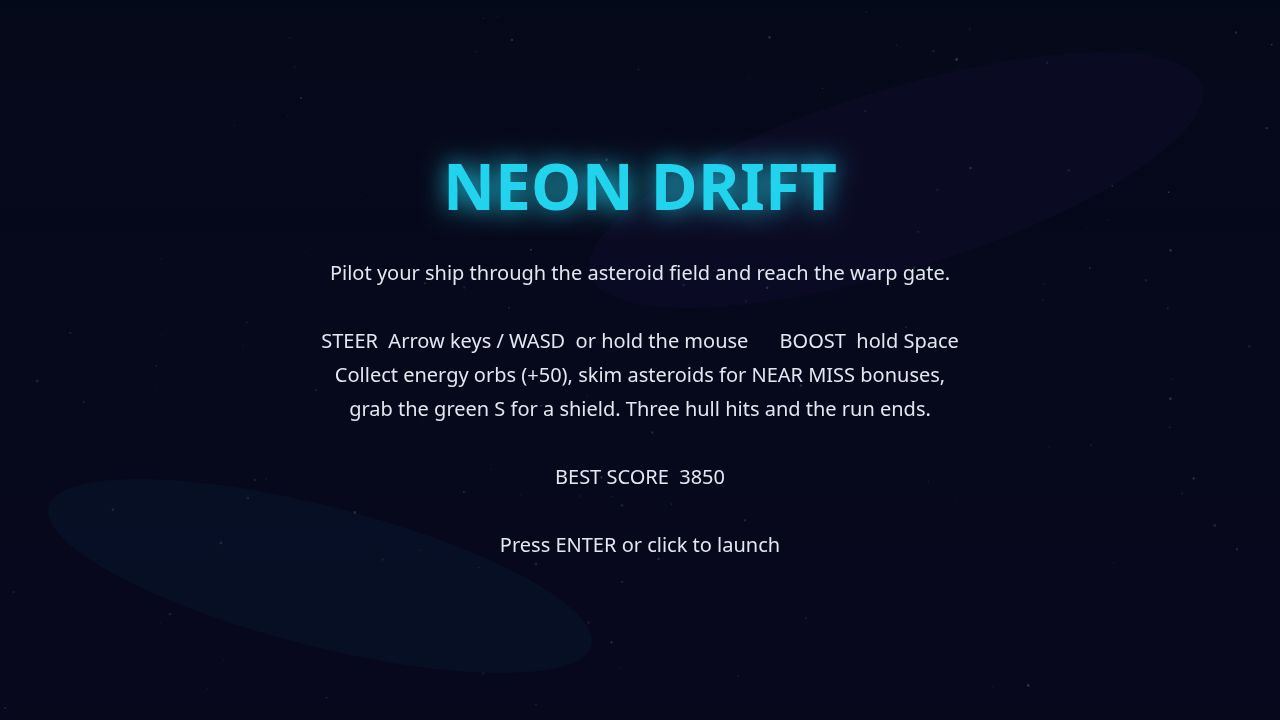 NEON DRIFT
Pilot your ship through the asteroid field and reach the warp gate.
STEER  Arrow keys / WASD  or hold the mouse      BOOST  hold Space
Collect energy orbs (+50), skim asteroids for NEAR MISS bonuses,
grab the green S for a shield. Three hull hits and the run ends.
BEST SCORE  3850
Press ENTER or click to launch